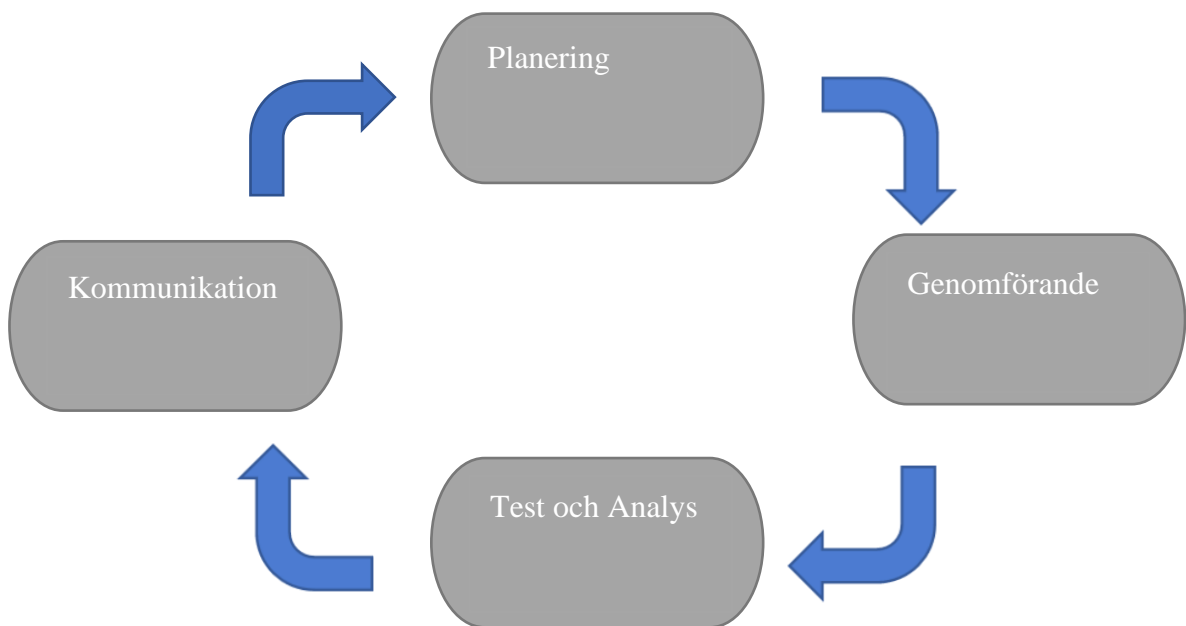 Planering
Genomförande
Test och Analys
Kommunikation